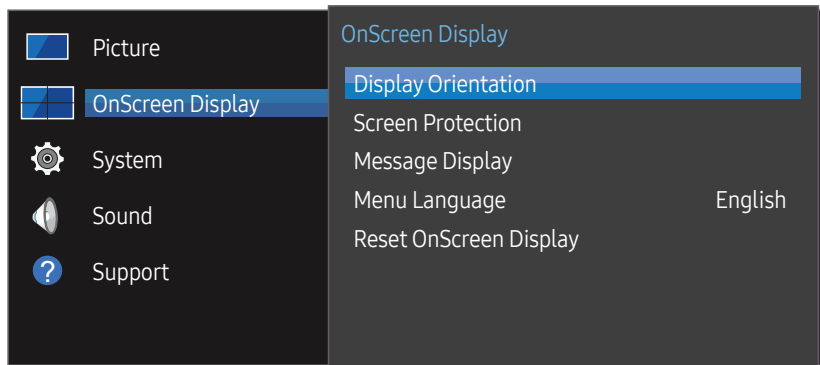 Picture
OnScreen Display
System
Sound
?
Support
OnScreen Display
Display Orientation
Screen Protection
Message Display
Menu Language English
Reset OnScreen Display